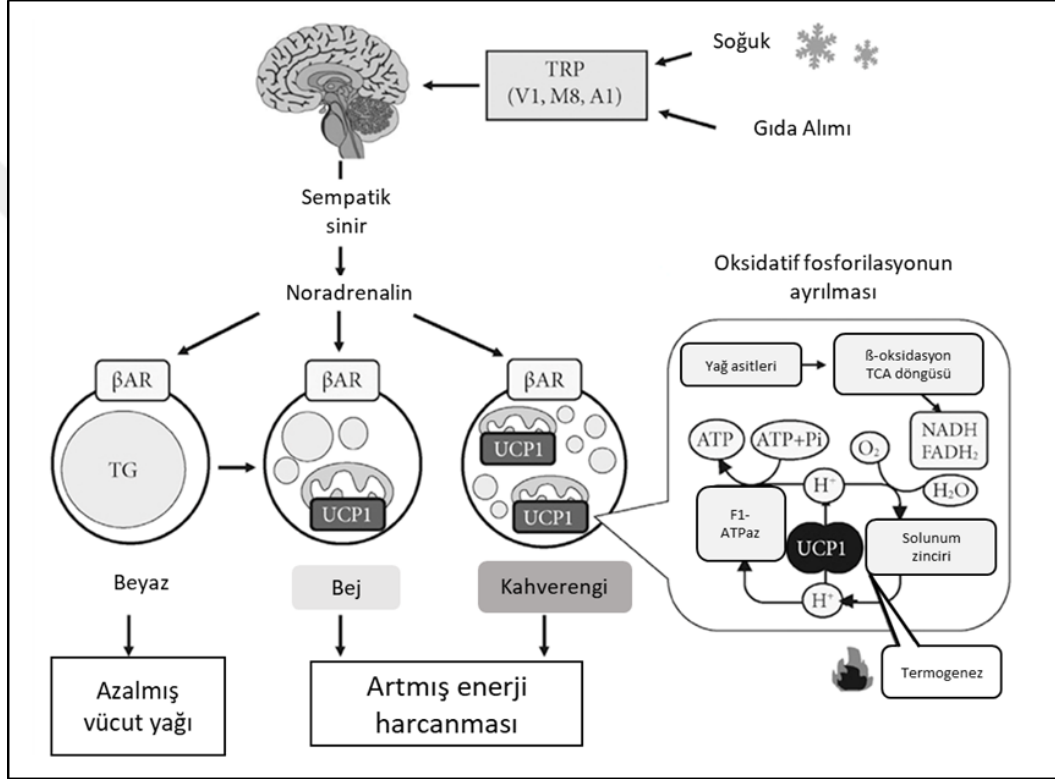 Soğuk
TRP
(V1, M8, A1)
Gıda Alımı
Sempatik
sinir
Noradrenalin
βAR
βAR
βAR
TG
UCP1
UCP1
UCP1
Beyaz
Bej
Kahverengi
Azalmış
vücut yağı
Artmış enerji
harcanması
Oksidatif fosforilasyonun
ayrılması
Yağ asitleri
ß-oksidasyon
TCA döngüsü
NADH
FADH₂
ATP
ATP+Pi
O₂
H⁺
H₂O
F1-
ATPaz
UCP1
Solunum
zinciri
H⁺
Termogenez